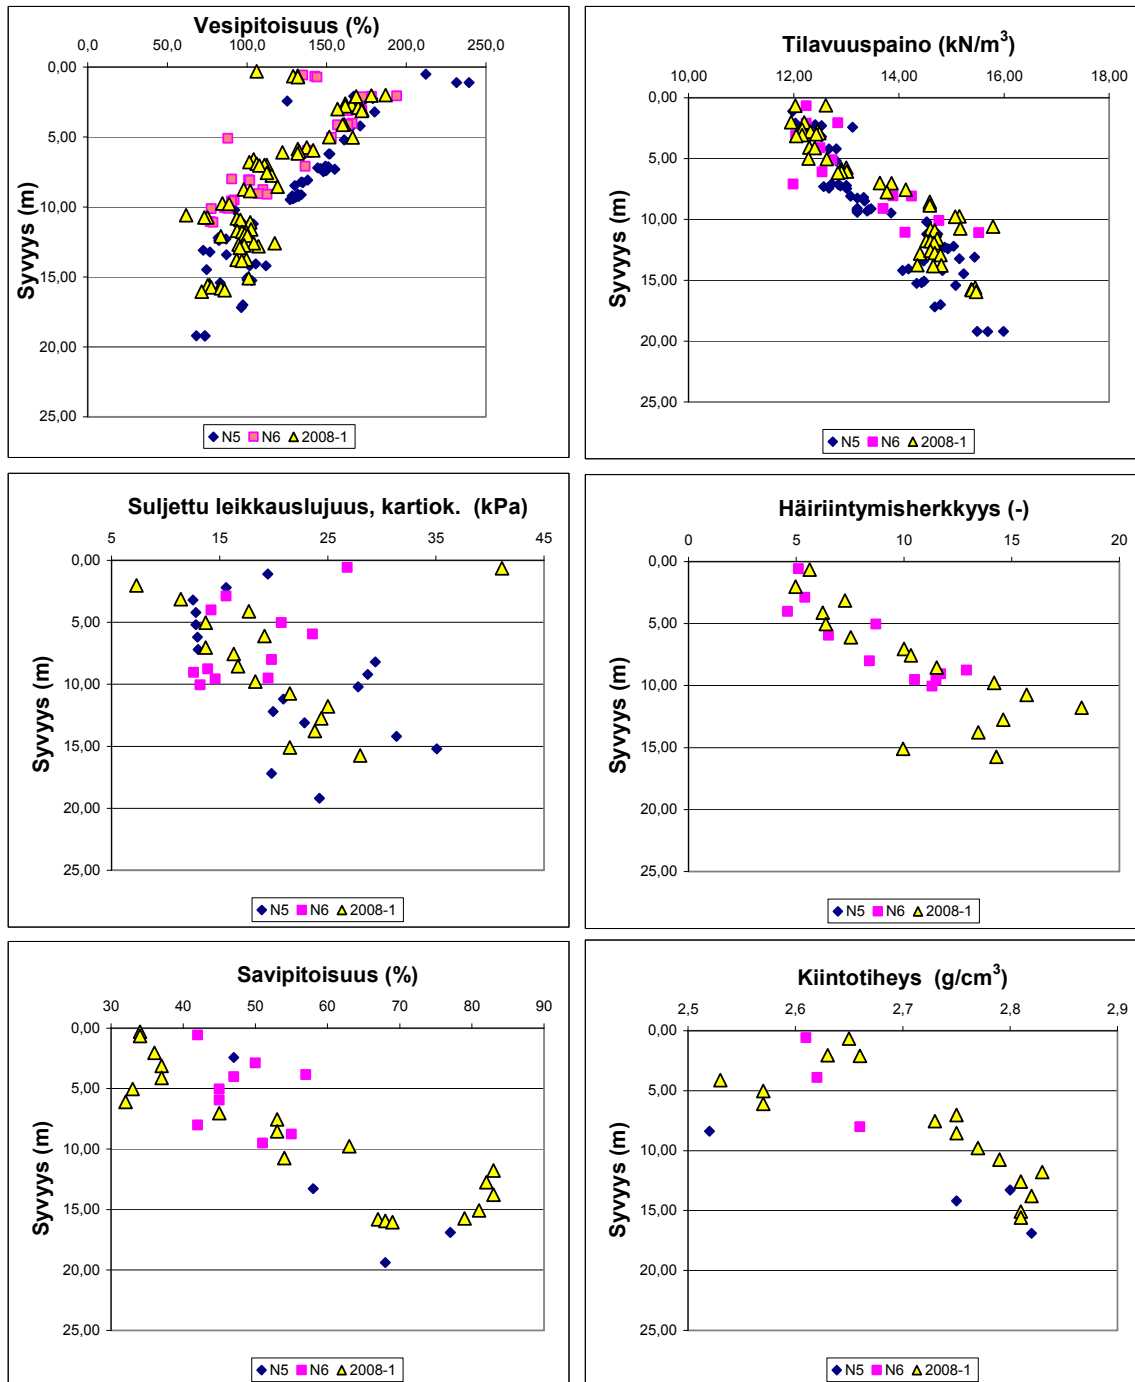 Vesipitoisuus (%)
0,0 50,0 100,0 150,0 200,0 250,0
0,00
5,00
10,00
15,00
20,00
25,00
Syvyys (m)
N5 N6 2008-1
Tilavuuspaino (kN/m³)
10,00 12,00 14,00 16,00 18,00
0,00
5,00
10,00
15,00
20,00
25,00
Syvyys (m)
N5 N6 2008-1
Suljettu leikkauslujuus, kartiok. (kPa)
5 15 25 35 45
0,00
5,00
10,00
15,00
20,00
25,00
Syvyys (m)
N5 N6 2008-1
Häiriintymisherkkyys (-)
0 5 10 15 20
0,00
5,00
10,00
15,00
20,00
25,00
Syvyys (m)
N5 N6 2008-1
Savipitoisuus (%)
30 40 50 60 70 80 90
0,00
5,00
10,00
15,00
20,00
25,00
Syvyys (m)
N5 N6 2008-1
Kiintotiheys (g/cm³)
2,5 2,6 2,7 2,8 2,9
0,00
5,00
10,00
15,00
20,00
25,00
Syvyys (m)
N5 N6 2008-1